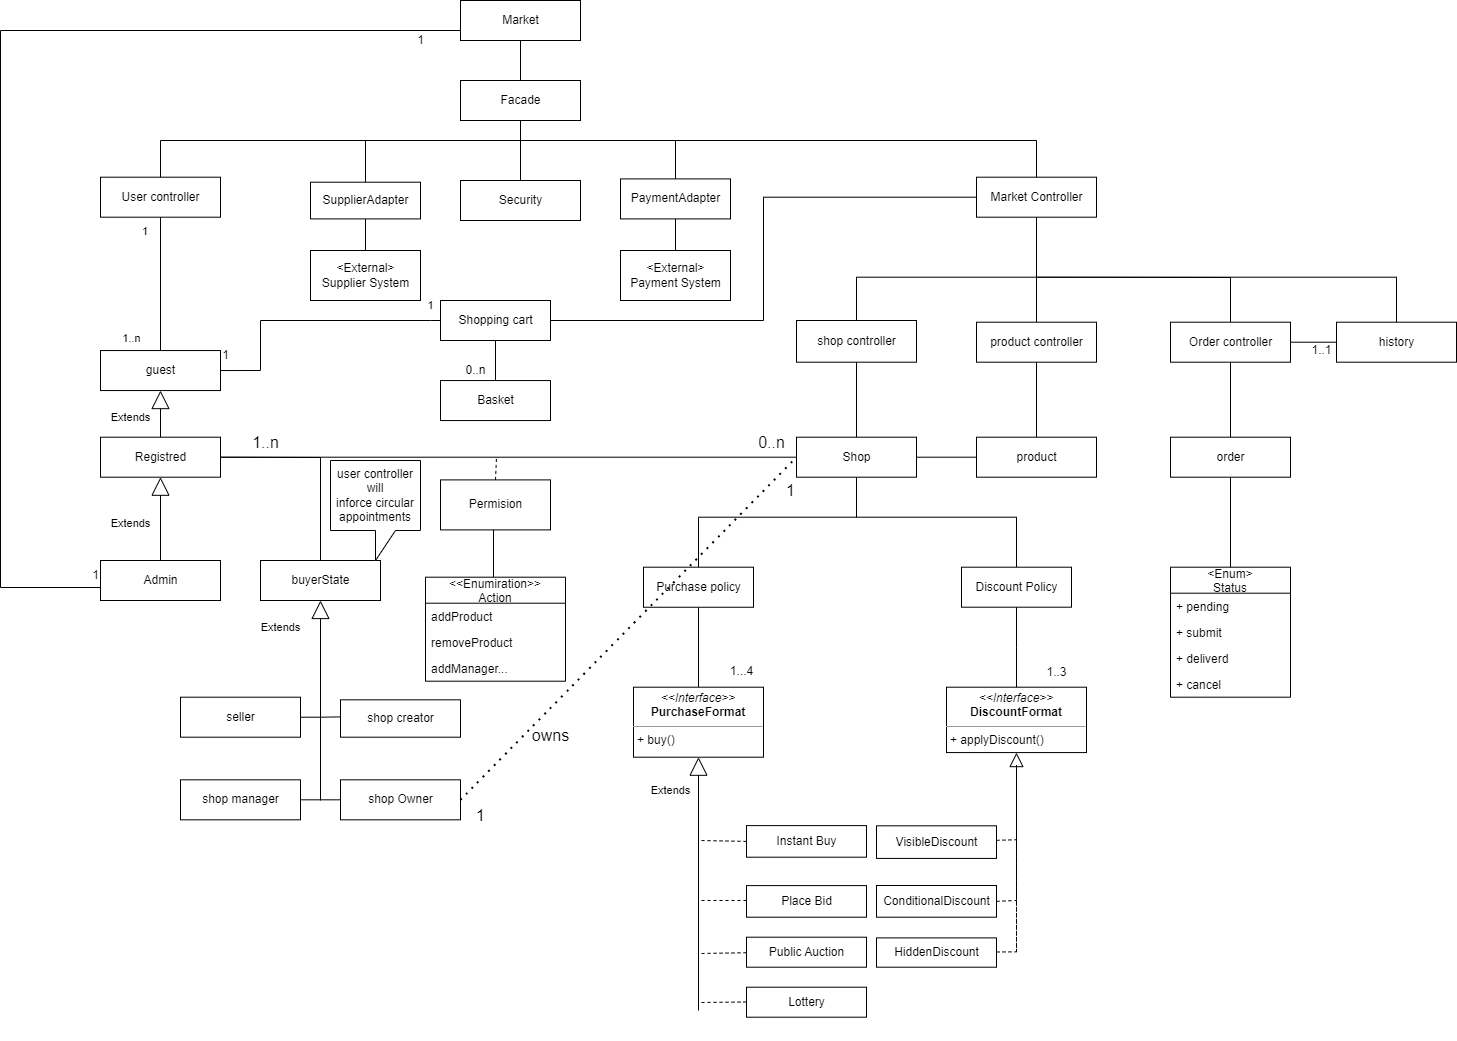 Market
1
Facade
User controller
SupplierAdapter
Security
PaymentAdapter
Market Controller
1
<External>
Supplier System
<External>
Payment System
1
Shopping cart
shop controller
product controller
Order controller
1..1
history
1..n
1
guest
0..n
Basket
Extends
1..n
0..n
Registred
Shop
product
order
user controller
will
inforce circular
appointments
Permision
1
Extends
1
Admin
buyerState
<<Enumiration>>
Action
addProduct
removeProduct
addManager...
Purchase policy
Discount Policy
<Enum>
Status
+ pending
+ submit
+ deliverd
+ cancel
Extends
1...4
1..3
<<Interface>>
PurchaseFormat
+ buy()
<<Interface>>
DiscountFormat
+ applyDiscount()
seller
shop creator
owns
shop manager
shop Owner
1
Extends
Instant Buy
VisibleDiscount
Place Bid
ConditionalDiscount
Public Auction
HiddenDiscount
Lottery